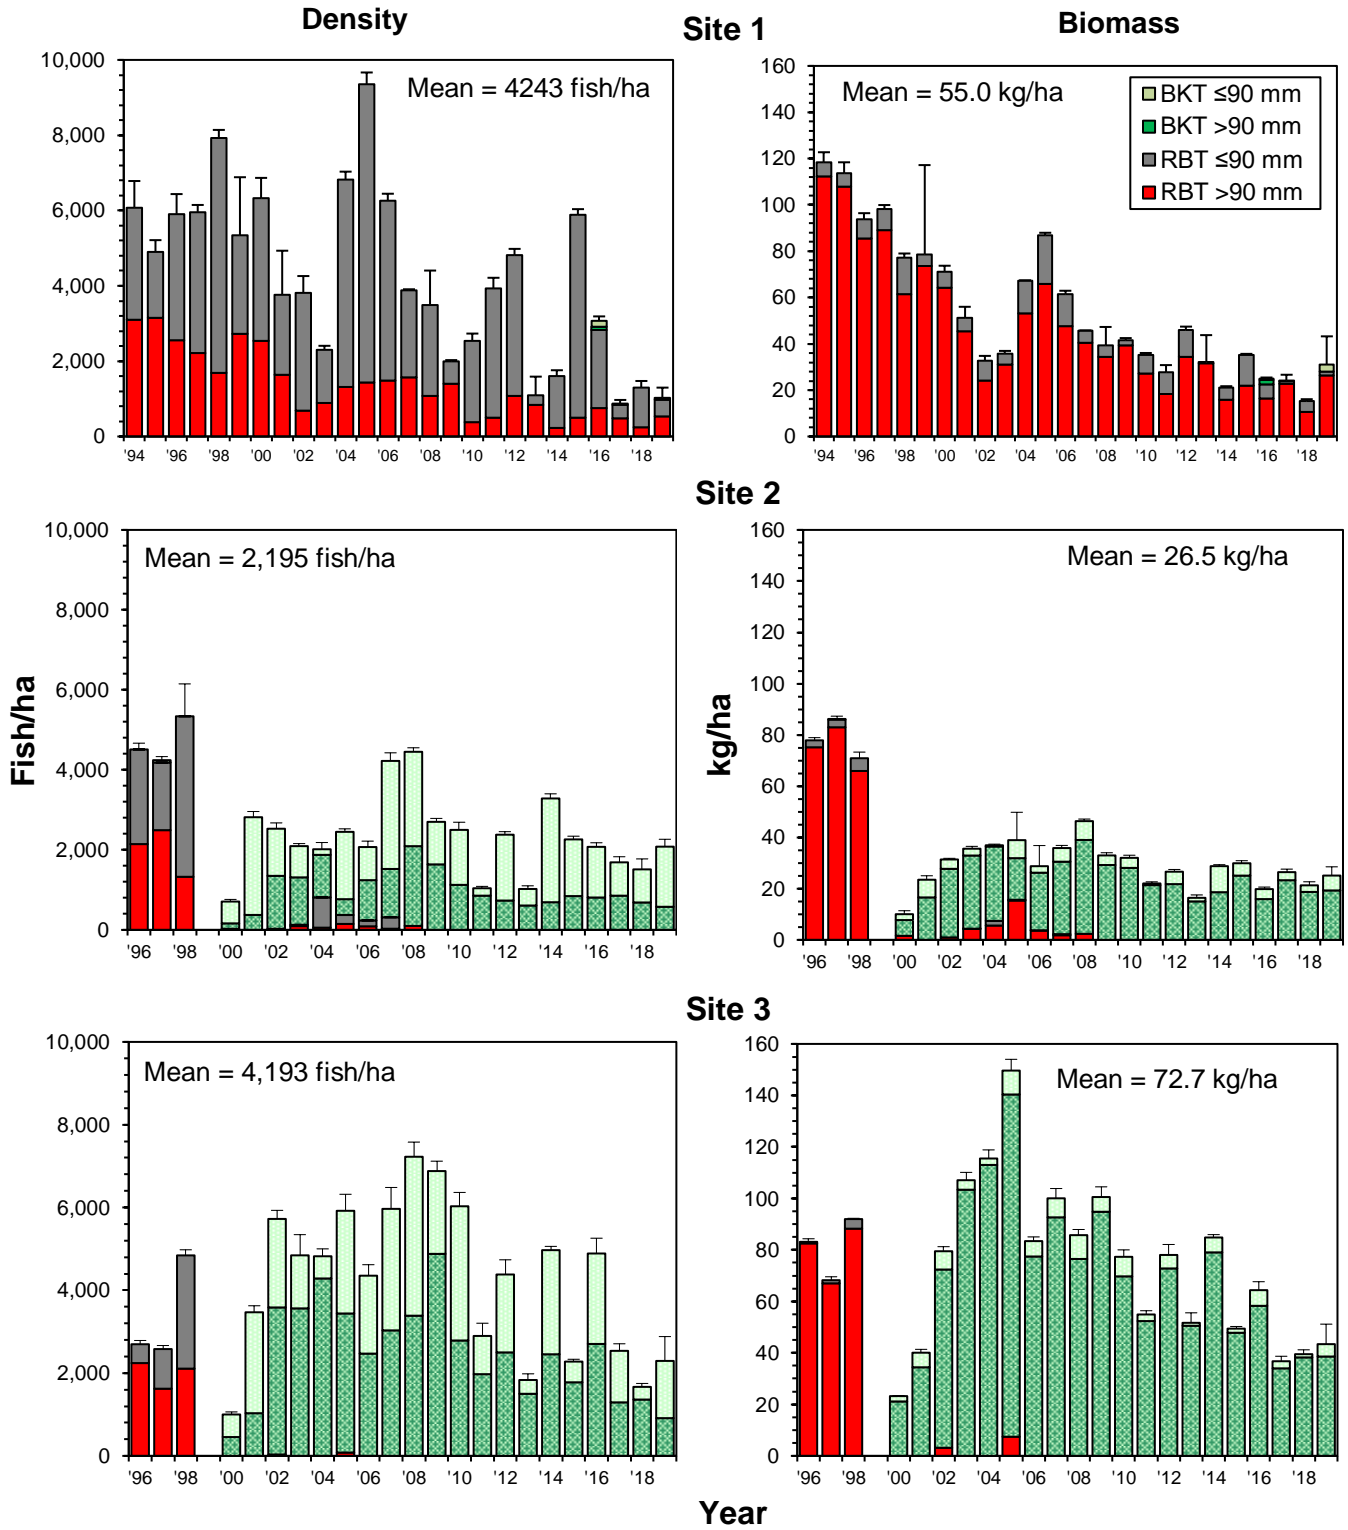 Density
Site 1
Biomass
10,000
8,000
6,000
4,000
2,000
0
Mean = 4243 fish/ha
'94 '96 '98 '00 '02 '04 '06 '08 '10 '12 '14 '16 '18
160
140
120
100
80
60
40
20
0
Mean = 55.0 kg/ha
BKT ≤90 mm
BKT >90 mm
RBT ≤90 mm
RBT >90 mm
'94 '96 '98 '00 '02 '04 '06 '08 '10 '12 '14 '16 '18
Site 2
Fish/ha
10,000
8,000
6,000
4,000
2,000
0
Mean = 2,195 fish/ha
'96 '98 '00 '02 '04 '06 '08 '10 '12 '14 '16 '18
kg/ha
160
140
120
100
80
60
40
20
0
Mean = 26.5 kg/ha
'96 '98 '00 '02 '04 '06 '08 '10 '12 '14 '16 '18
Site 3
10,000
8,000
6,000
4,000
2,000
0
Mean = 4,193 fish/ha
'96 '98 '00 '02 '04 '06 '08 '10 '12 '14 '16 '18
160
140
120
100
80
60
40
20
0
Mean = 72.7 kg/ha
'96 '98 '00 '02 '04 '06 '08 '10 '12 '14 '16 '18
Year